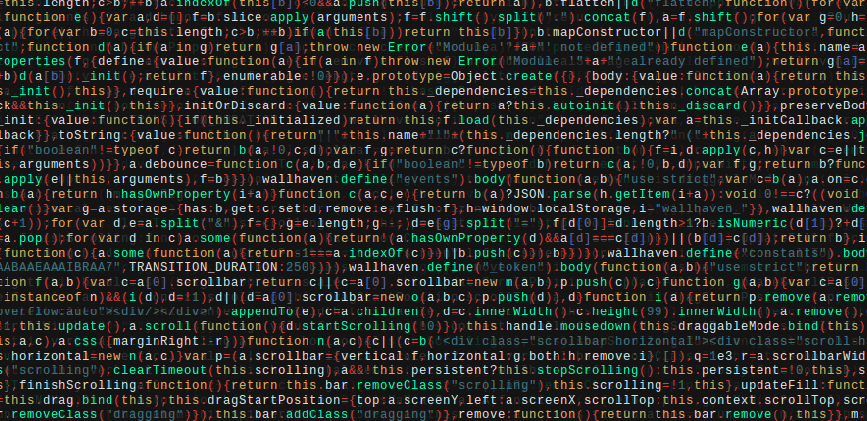 =this.length;c>b;++b)a.indexOf(this[b])<0&&a.push(this[b]);return a}),b.flatten||d("flatten",function(){for(va
unction e(){var a,d=[],f=b.slice.apply(arguments);f=f.shift().split(".").concat(f),a=f.shift();for(var g=0,h=
a){for(var b=0,c=this.length;c>b;++b)if(a(this[b]))return this[b]}),b.mapConstructor||d("mapConstructor",funct
ct";function d(a){if(a in g)return g[a];throw new Error("Module '"+a+"' not defined")}function e(a){this.name=a
roperties(f,{define:{value:function(a){if(a in f)throw new Error("Module '"+a+"' already defined");return g[a]=
+b)d(a[b])._init();return f},enumerable:!0}}),e.prototype=Object.create({},{body:{value:function(a){return this
s._init(),this}},require:{value:function(){return this._dependencies=this._dependencies.concat(Array.prototype.
ck&&this._init(),this}},initOrDiscard:{value:function(a){return a?this.autoinit():this._discard()}},preserveBod
_init:{value:function(){if(this._initialized)return this;f.load(this._dependencies);var a=this._initCallback.ap
lback}},toString:{value:function(){return"["+this.name+"]"+(this._dependencies.length?"("+this._dependencies.j
{if("boolean"!=typeof c)return b(a,!0,c,d);var f,g;return c?function(){function b(){f=i,d.apply(c,h)}var c=e||t
is,arguments))}},a.debounce=function(c,a,b,d,e){if("boolean"!=typeof b)return c(a,!0,b,d);var f,g;return b?func
.apply(e||this,arguments),f=b}}}),wallhaven.define("events").body(function(a,b){"use strict";var c=b(a);a.on=c.
n b(a){return h.hasOwnProperty(i+a)}function c(a,c,e){return b(a)?JSON.parse(h.getItem(i+a)):void 0!==c?((void
lear()}var g=a.storage={has:b,get:c,set:d,remove:e,flush:f},h=window.localStorage,i="wallhaven_"}),wallhaven.de
(c+1));for(var d,e=a.split("&"),f={},g=e.length;g--;)d=e[g].split("="),f[d[0]]=d.length>1?b.isNumeric(d[1])?+d[
=a.pop();for(var d in c)a.some(function(a){return!(a.hasOwnProperty(d)&&a[d]===c[d])})||(b[d]=c[d]);return b},i
function(c){a.some(function(a){return-1===a.indexOf(c)})||b.push(c)}),b}})}),wallhaven.define("constants").bod
AABAAEAAAIBRAA7",TRANSITION_DURATION:250})}),wallhaven.define("_token").body(function(a,b){"use strict";return
tion f(a,b){var c=a[0].scrollbar;return c||(c=a[0].scrollbar=new m(a,b),p.push(c)),c}function g(a,b){var c=a[0]
e instanceof n)&&(i(d),d=!1),d||(d=a[0].scrollbar=new o(a,b,c),p.push(d)),d}function i(a){return p.remove(a).remo
overflow:auto"><div/></div>").appendTo(e),c=a.children(),d=c.innerWidth()-c.height(99).innerWidth(),a.remove(),
!1,this.update(),a.scroll(function(){d.startScrolling(!0)}),this.handle.mousedown(this.draggableMode.bind(this)
is,a,c),a.css({marginRight:-r})}function n(a,c){c||(c=b('<div class="scrollbarShorizontal"><div class="scroll-h
s.horizontal=new n(a,c)}var p=(a.scrollbar={vertical:f,horizontal:g,both:h,remove:i},[]),q=1e3,r=a.scrollbarWid
s("scrolling"),clearTimeout(this.scrolling),a&&!this.persistent?this.stopScrolling():this.persistent=!0,this},s
s},finishScrolling:function(){return this.bar.removeClass("scrolling"),this.scrolling=!1,this},updateFill:funct
=this.drag.bind(this);this.dragStartPosition={top:a.screenY,left:a.screenX,scrollTop:this.context.scrollTop,scr
.removeClass("dragging")}),this.bar.addClass("dragging")},remove:function(){return a this.bar.remove(),this}},m.